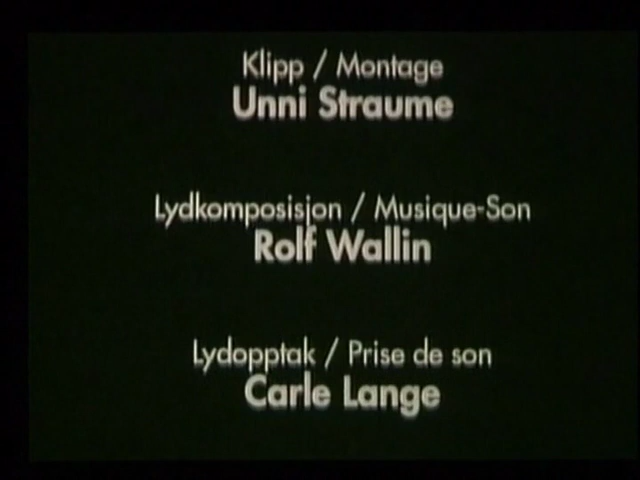 Klipp / Montage
Unni Straume
Lydkomposisjon / Musique-Son
Rolf Wallin
Lydopptak / Prise de son
Carle Lange